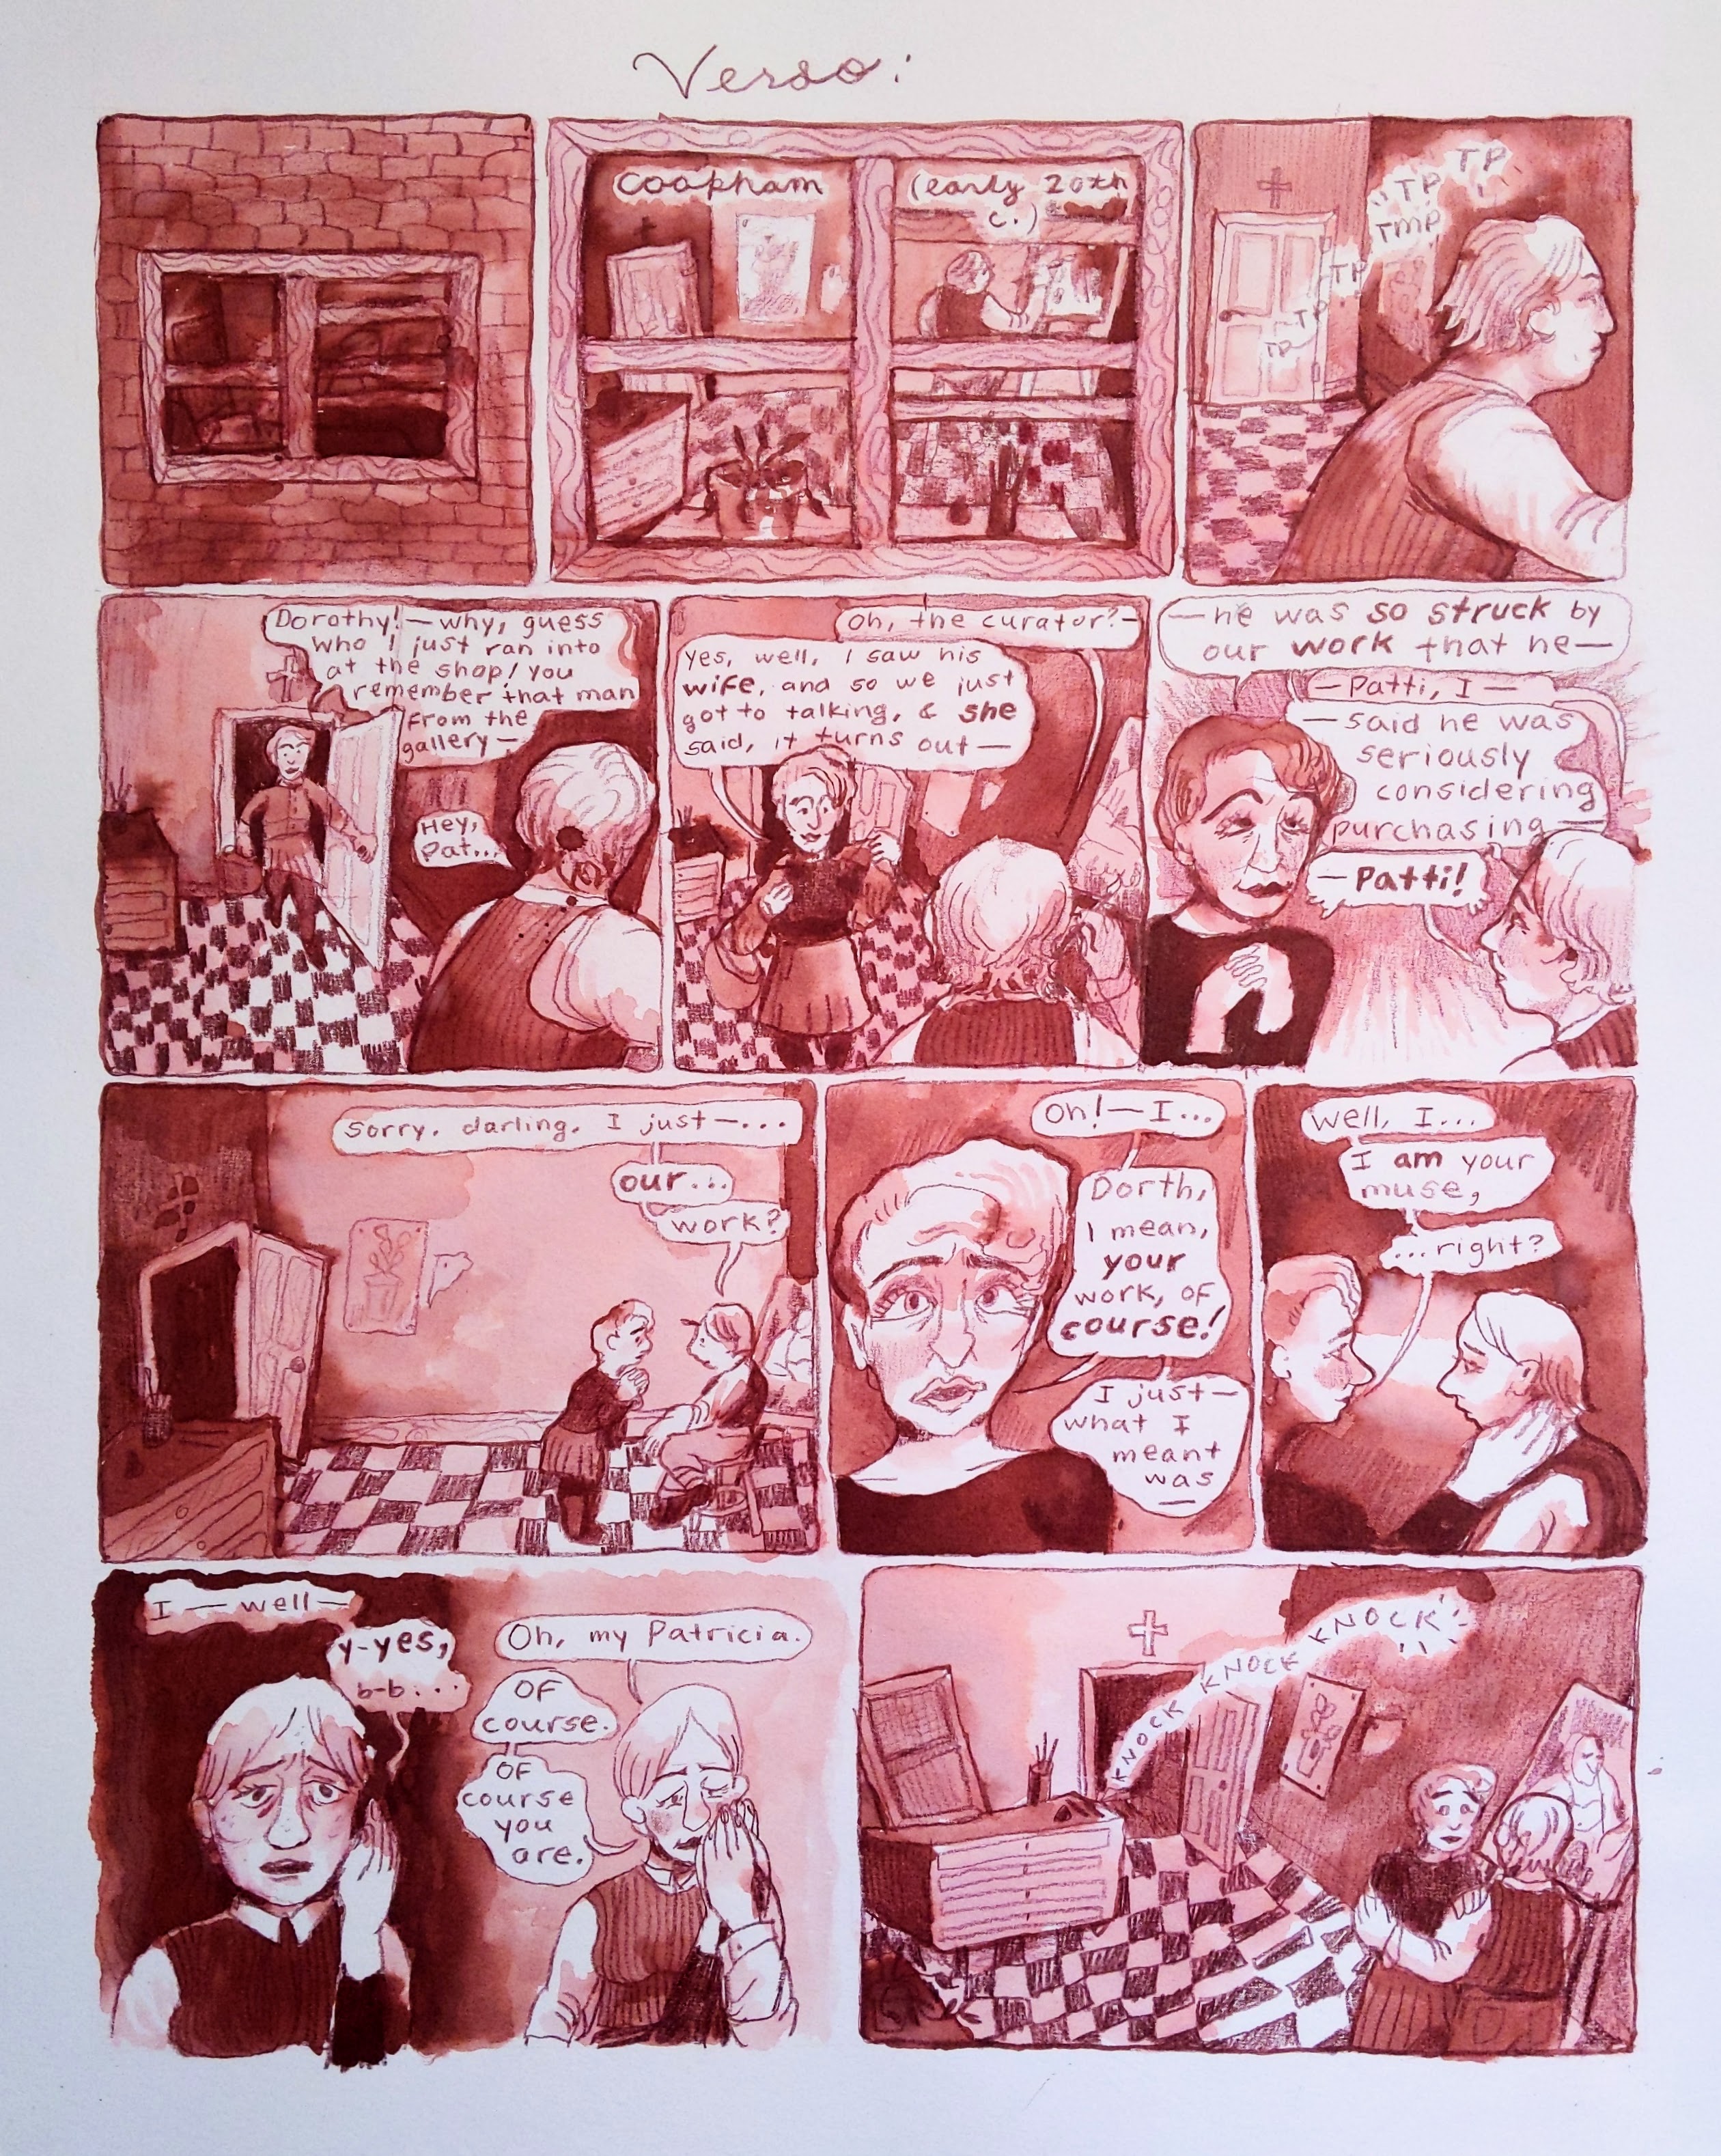 Verso:
Cookham
(early 20th
c.)
TP
TP
TP
TMP
TP
TP
Dorothy! — why, guess
who I just ran into
at the shop! You
remember that man
from the
gallery —
Hey,
Pat...
Oh, the curator? —
Yes, well, I saw his
wife, and so we just
got to talking, & she
said, it turns out —
— he was so struck by
our work that he —
— Patti, I —
— said he was
seriously
considering
purchasing —
— Patti!
Sorry, darling, I just — ...
our...
work?
Oh! — I...
Dorth,
I mean,
your
work, of
course!
I just —
what I
meant
was
—
Well, I...
I am your
muse,
...right?
I — well —
y-yes,
b-b...
Oh, my Patricia.
Of
course.
Of
course
you
are.
KNOCK KNOCK KNOCK